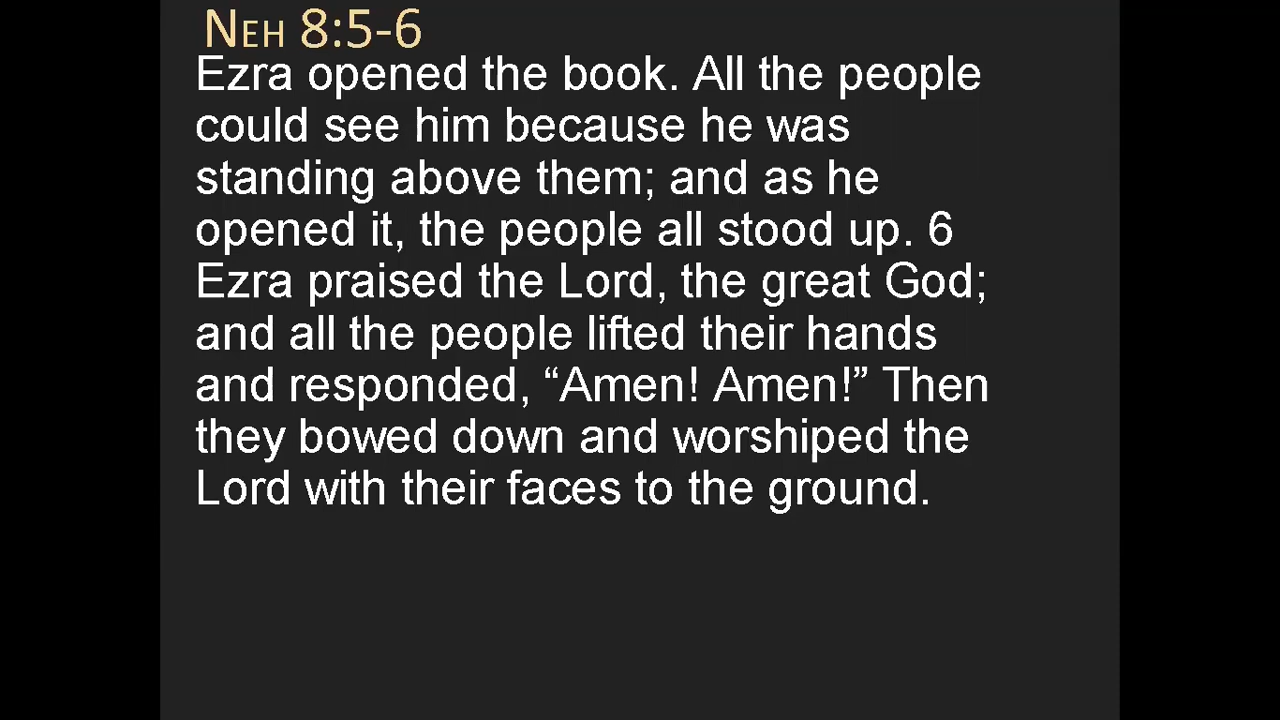 NEH 8:5-6
Ezra opened the book. All the people
could see him because he was
standing above them; and as he
opened it, the people all stood up. 6
Ezra praised the Lord, the great God;
and all the people lifted their hands
and responded, “Amen! Amen!” Then
they bowed down and worshiped the
Lord with their faces to the ground.